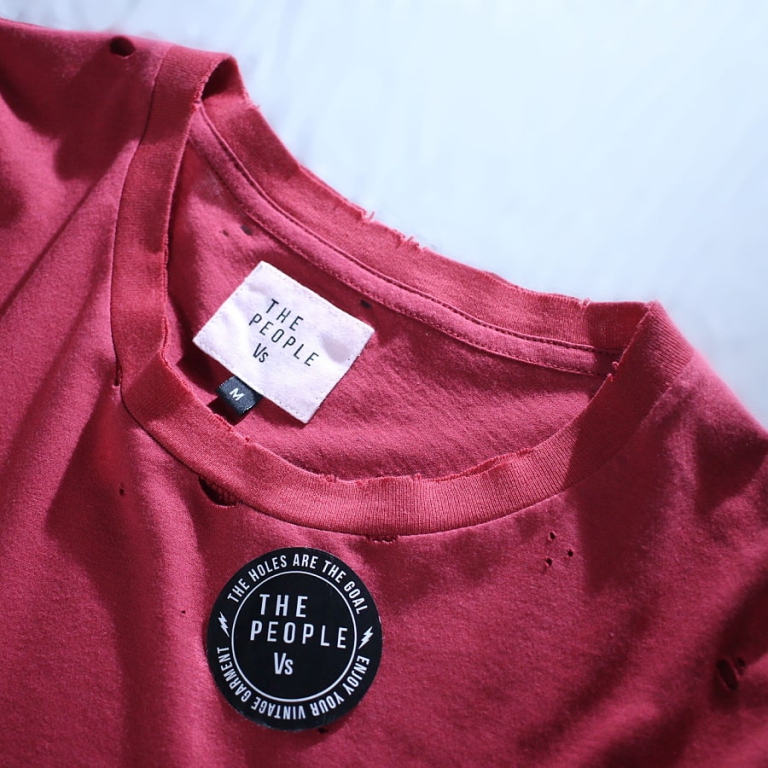 THE
PEOPLE
Vs
M
THE HOLES ARE THE GOAL
THE
PEOPLE
Vs
ENJOY YOUR VINTAGE GARMENT